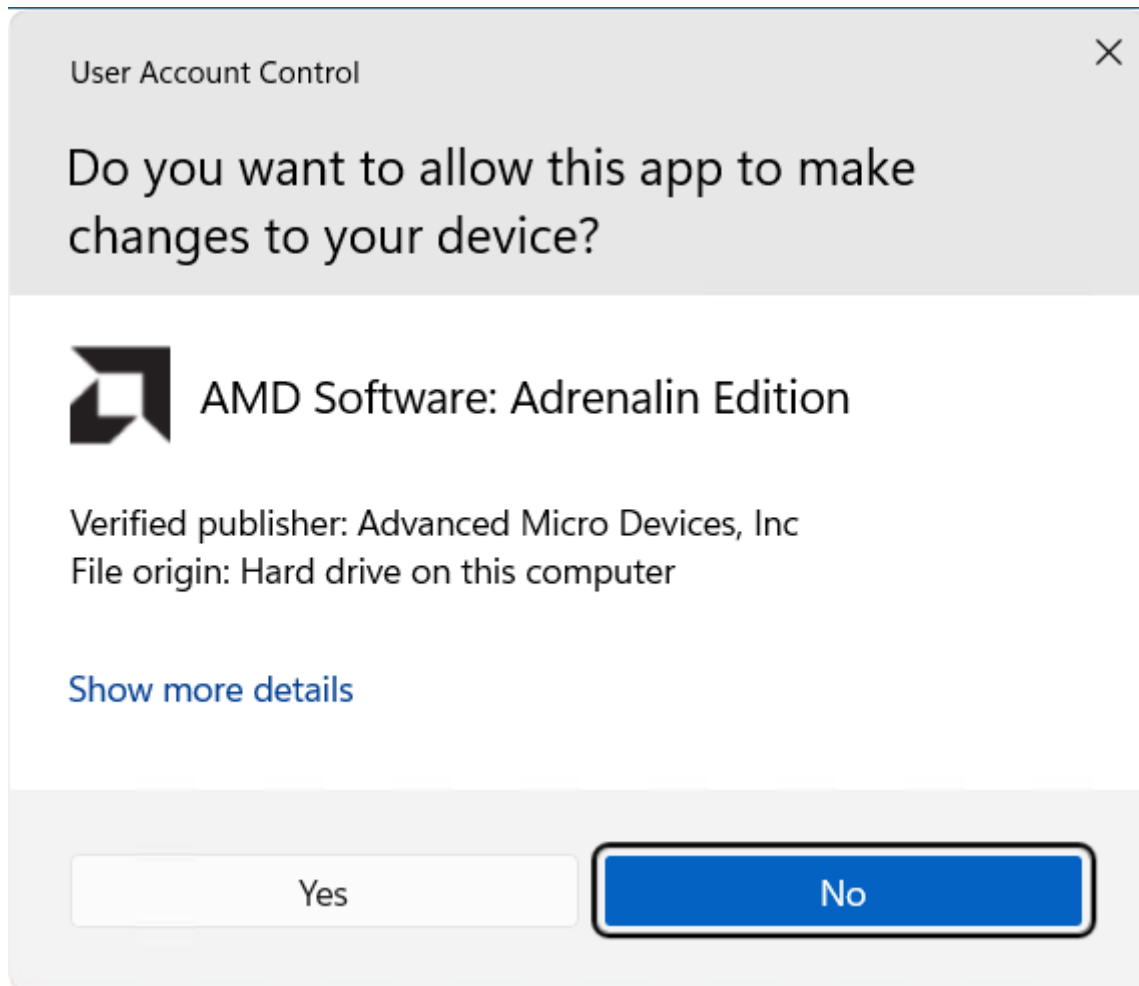 User Account Control
Do you want to allow this app to make
changes to your device?
AMD Software: Adrenalin Edition
Verified publisher: Advanced Micro Devices, Inc
File origin: Hard drive on this computer
Show more details
Yes
No